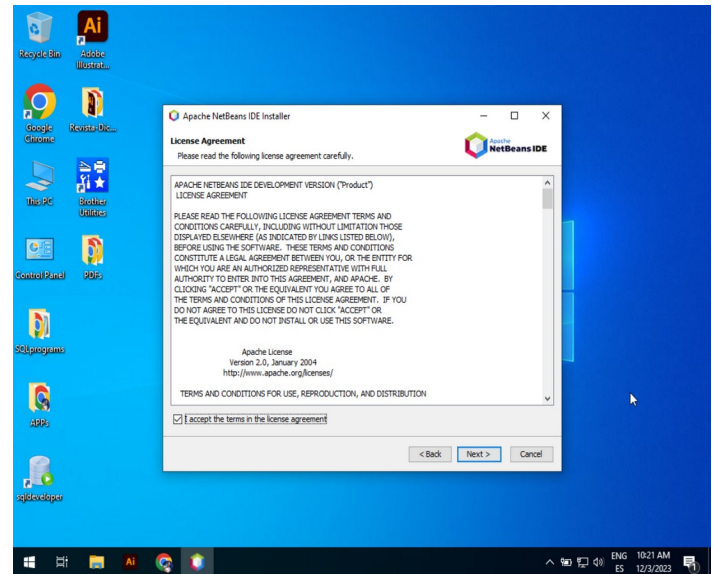 Recycle Bin
Adobe
Illustrat...
Ai
Google
Chrome
Revista-Dic...
This PC
Brother
Utilities
Control Panel
PDFs
SQLprograms
APPs
sqldeveloper
Apache NetBeans IDE Installer
License Agreement
Please read the following license agreement carefully.
Apache
NetBeans IDE
APACHE NETBEANS IDE DEVELOPMENT VERSION ("Product")
LICENSE AGREEMENT
PLEASE READ THE FOLLOWING LICENSE AGREEMENT TERMS AND
CONDITIONS CAREFULLY, INCLUDING WITHOUT LIMITATION THOSE
DISPLAYED ELSEWHERE (AS INDICATED BY LINKS LISTED BELOW),
BEFORE USING THE SOFTWARE. THESE TERMS AND CONDITIONS
CONSTITUTE A LEGAL AGREEMENT BETWEEN YOU, OR THE ENTITY FOR
WHICH YOU ARE AN AUTHORIZED REPRESENTATIVE WITH FULL
AUTHORITY TO ENTER INTO THIS AGREEMENT, AND APACHE. BY
CLICKING "ACCEPT" OR THE EQUIVALENT YOU AGREE TO ALL OF
THE TERMS AND CONDITIONS OF THIS LICENSE AGREEMENT. IF YOU
DO NOT AGREE TO THIS LICENSE DO NOT CLICK "ACCEPT" OR
THE EQUIVALENT AND DO NOT INSTALL OR USE THIS SOFTWARE.
Apache License
Version 2.0, January 2004
http://www.apache.org/licenses/
TERMS AND CONDITIONS FOR USE, REPRODUCTION, AND DISTRIBUTION
I accept the terms in the license agreement
< Back
Next >
Cancel
Ai
ENG
ES
10:21 AM
12/3/2023
1